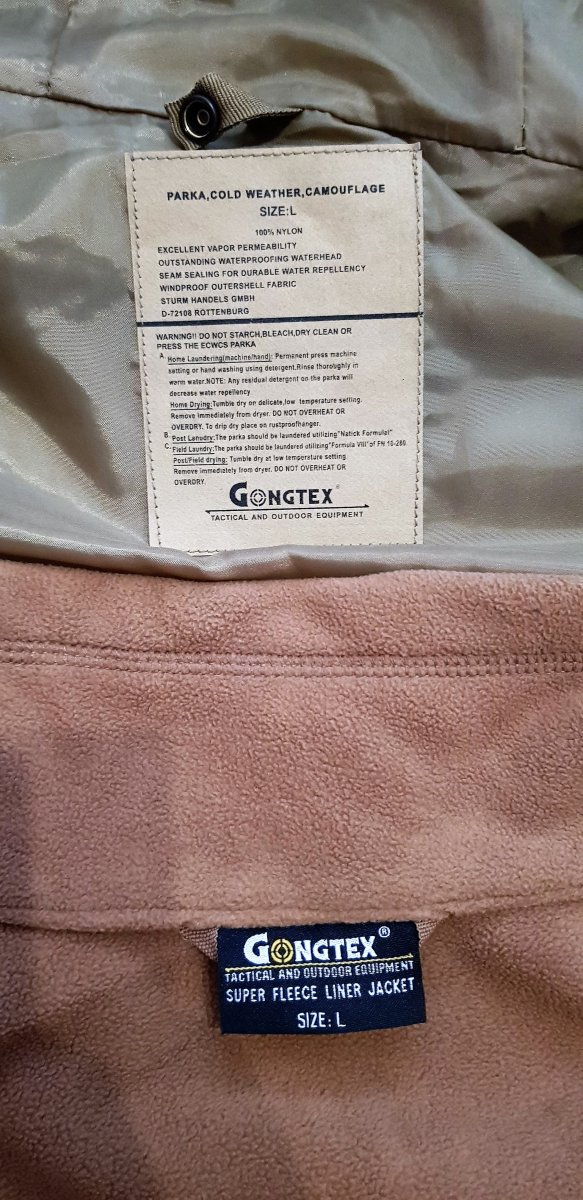 PARKA,COLD WEATHER,CAMOUFLAGE
SIZE:L
100% NYLON
EXCELLENT VAPOR PERMEABILITY
OUTSTANDING WATERPROOFING WATERHEAD
SEAM SEALING FOR DURABLE WATER REPELLENCY
WINDPROOF OUTERSHELL FABRIC
STURM HANDELS GMBH
D-72108 ROTTENBURG
WARNING!! DO NOT STARCH,BLEACH,DRY CLEAN OR
PRESS THE ECWCS PARKA
A. Home Laundering(machine/hand): Permanent press machine
setting or hand washing using detergent.Rinse thoroughly in
warm water.NOTE: Any residual detergent on the parka will
decrease water repellency
Home Drying:Tumble dry on delicate,low temperature setting.
Remove immediately from dryer. DO NOT OVERHEAT OR
OVERDRY. To drip dry place on rustproofhanger.
B. Post Lanudry:The parka should be laundered utilizing"Natick Formulal"
C. Field Laundry:The parka should be laundered utilizing"Formula VIII"of FN 10-280
Post/Field drying: Tumble dry at low temperature setting
Remove immediately from dryer. DO NOT OVERHEAT OR
OVERDRY.
GONGTEX®
TACTICAL AND OUTDOOR EQUIPMENT
GONGTEX®
TACTICAL AND OUTDOOR EQUIPMENT
SUPER FLEECE LINER JACKET
SIZE: L